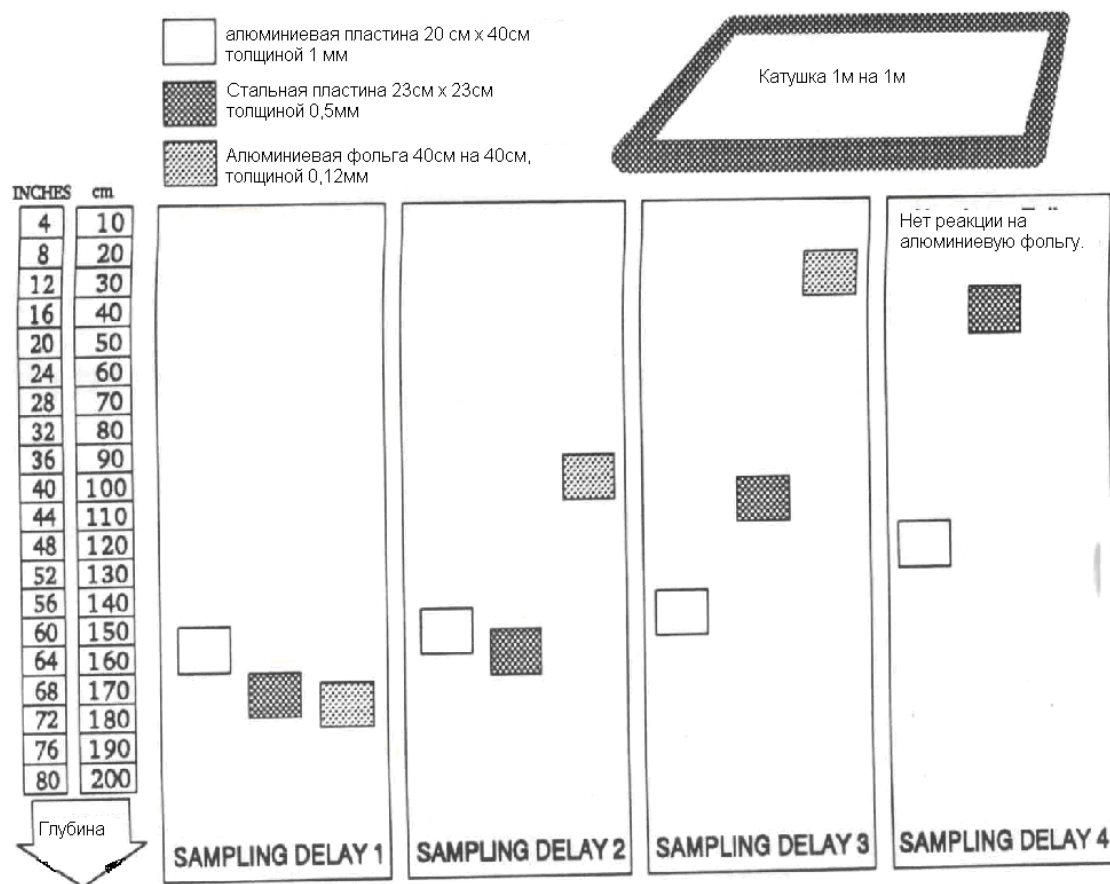 алюминиевая пластина 20 см х 40см
толщиной 1 мм
Стальная пластина 23см х 23см
толщиной 0,5мм
Алюминиевая фольга 40см на 40см,
толщиной 0,12мм
Катушка 1м на 1м
INCHES cm
4 10
8 20
12 30
16 40
20 50
24 60
28 70
32 80
36 90
40 100
44 110
48 120
52 130
56 140
60 150
64 160
68 170
72 180
76 190
80 200
Глубина
Нет реакции на
алюминиевую фольгу.
SAMPLING DELAY 1
SAMPLING DELAY 2
SAMPLING DELAY 3
SAMPLING DELAY 4